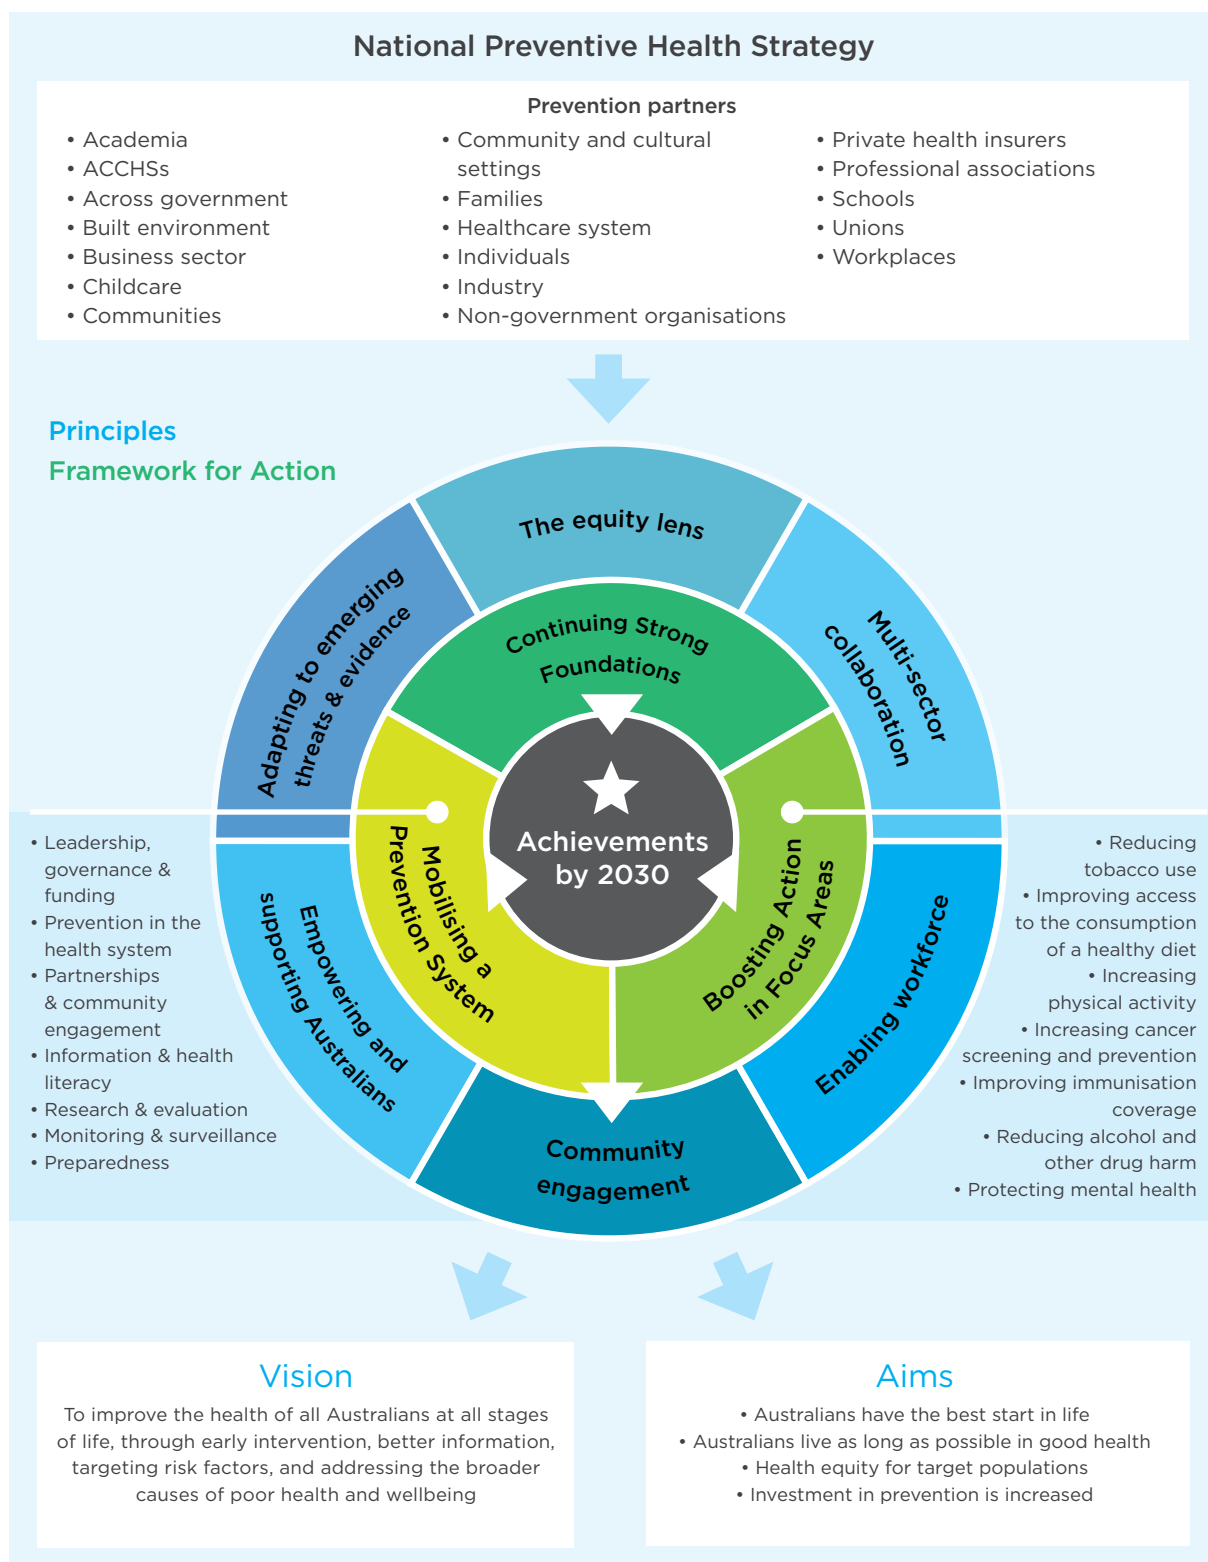 National Preventive Health Strategy
Prevention partners
• Academia
• ACCHSs
• Across government
• Built environment
• Business sector
• Childcare
• Communities
• Community and cultural
settings
• Families
• Healthcare system
• Individuals
• Industry
• Non-government organisations
• Private health insurers
• Professional associations
• Schools
• Unions
• Workplaces
Principles
Framework for Action
The equity lens
Multi-sector
collaboration
Enabling workforce
Community
engagement
Empowering and
supporting Australians
Adapting to emerging
threats & evidence
Continuing Strong
Foundations
Boosting Action
in Focus Areas
Mobilising a
Prevention System
Achievements
by 2030
• Leadership,
governance &
funding
• Prevention in the
health system
• Partnerships
& community
engagement
• Information & health
literacy
• Research & evaluation
• Monitoring & surveillance
• Preparedness
• Reducing
tobacco use
• Improving access
to the consumption
of a healthy diet
• Increasing
physical activity
• Increasing cancer
screening and prevention
• Improving immunisation
coverage
• Reducing alcohol and
other drug harm
• Protecting mental health
Vision
To improve the health of all Australians at all stages
of life, through early intervention, better information,
targeting risk factors, and addressing the broader
causes of poor health and wellbeing
Aims
• Australians have the best start in life
• Australians live as long as possible in good health
• Health equity for target populations
• Investment in prevention is increased